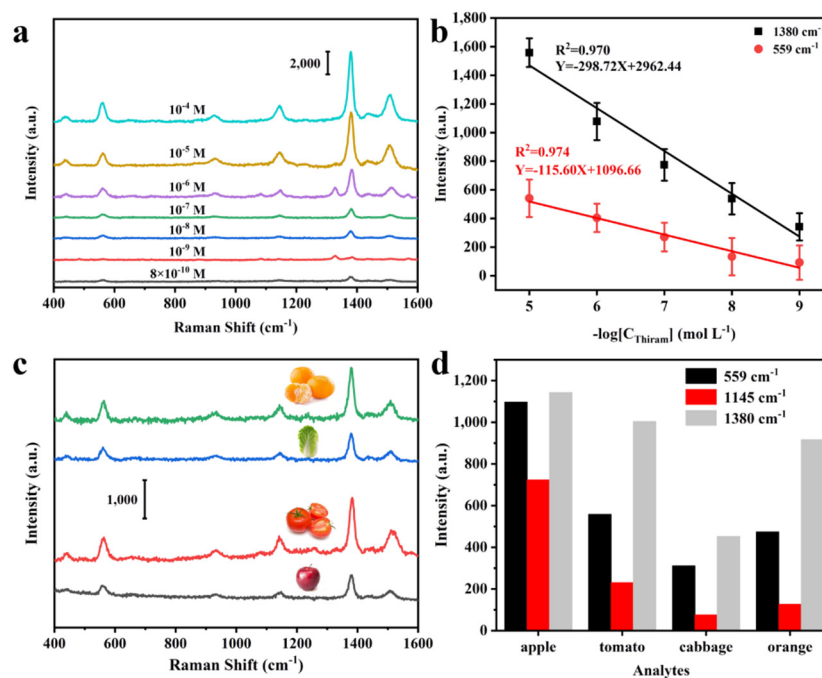 a
2,000
10⁻⁴ M
10⁻⁵ M
10⁻⁶ M
10⁻⁷ M
10⁻⁸ M
10⁻⁹ M
8×10⁻¹⁰ M
Intensity (a.u.)
400 600 800 1000 1200 1400 1600
Raman Shift (cm⁻¹)
b
1380 cm⁻¹
559 cm⁻¹
R²=0.970
Y=-298.72X+2962.44
R²=0.974
Y=-115.60X+1096.66
1,800
1,600
1,400
1,200
1,000
800
600
400
200
0
Intensity (a.u.)
5 6 7 8 9
-log[C_Thiram] (mol L⁻¹)
c
1,000
Intensity (a.u.)
400 600 800 1000 1200 1400 1600
Raman Shift (cm⁻¹)
d
559 cm⁻¹
1145 cm⁻¹
1380 cm⁻¹
1,200
1,000
800
600
400
200
0
Intensity (a.u.)
apple tomato cabbage orange
Analytes